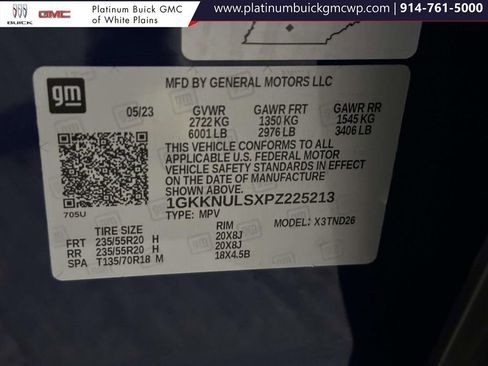 BUICK GMC Platinum Buick GMC of White Plains www.platinumbuickgmcwp.com 914-761-5000
gm
MFD BY GENERAL MOTORS LLC
05/23 GVWR GAWR FRT GAWR RR
2722 KG 1350 KG 1545 KG
6001 LB 2976 LB 3406 LB
THIS VEHICLE CONFORMS TO ALL
APPLICABLE U.S. FEDERAL MOTOR
VEHICLE SAFETY STANDARDS IN EFFECT
ON THE DATE OF MANUFACTURE
SHOWN ABOVE.
1GKKNULSXPZ225213
705U
TYPE: MPV MODEL: X3TND26
TIRE SIZE RIM
FRT 235/55R20 H 20X8J
RR 235/55R20 H 20X8J
SPA T135/70R18 M 18X4.5B